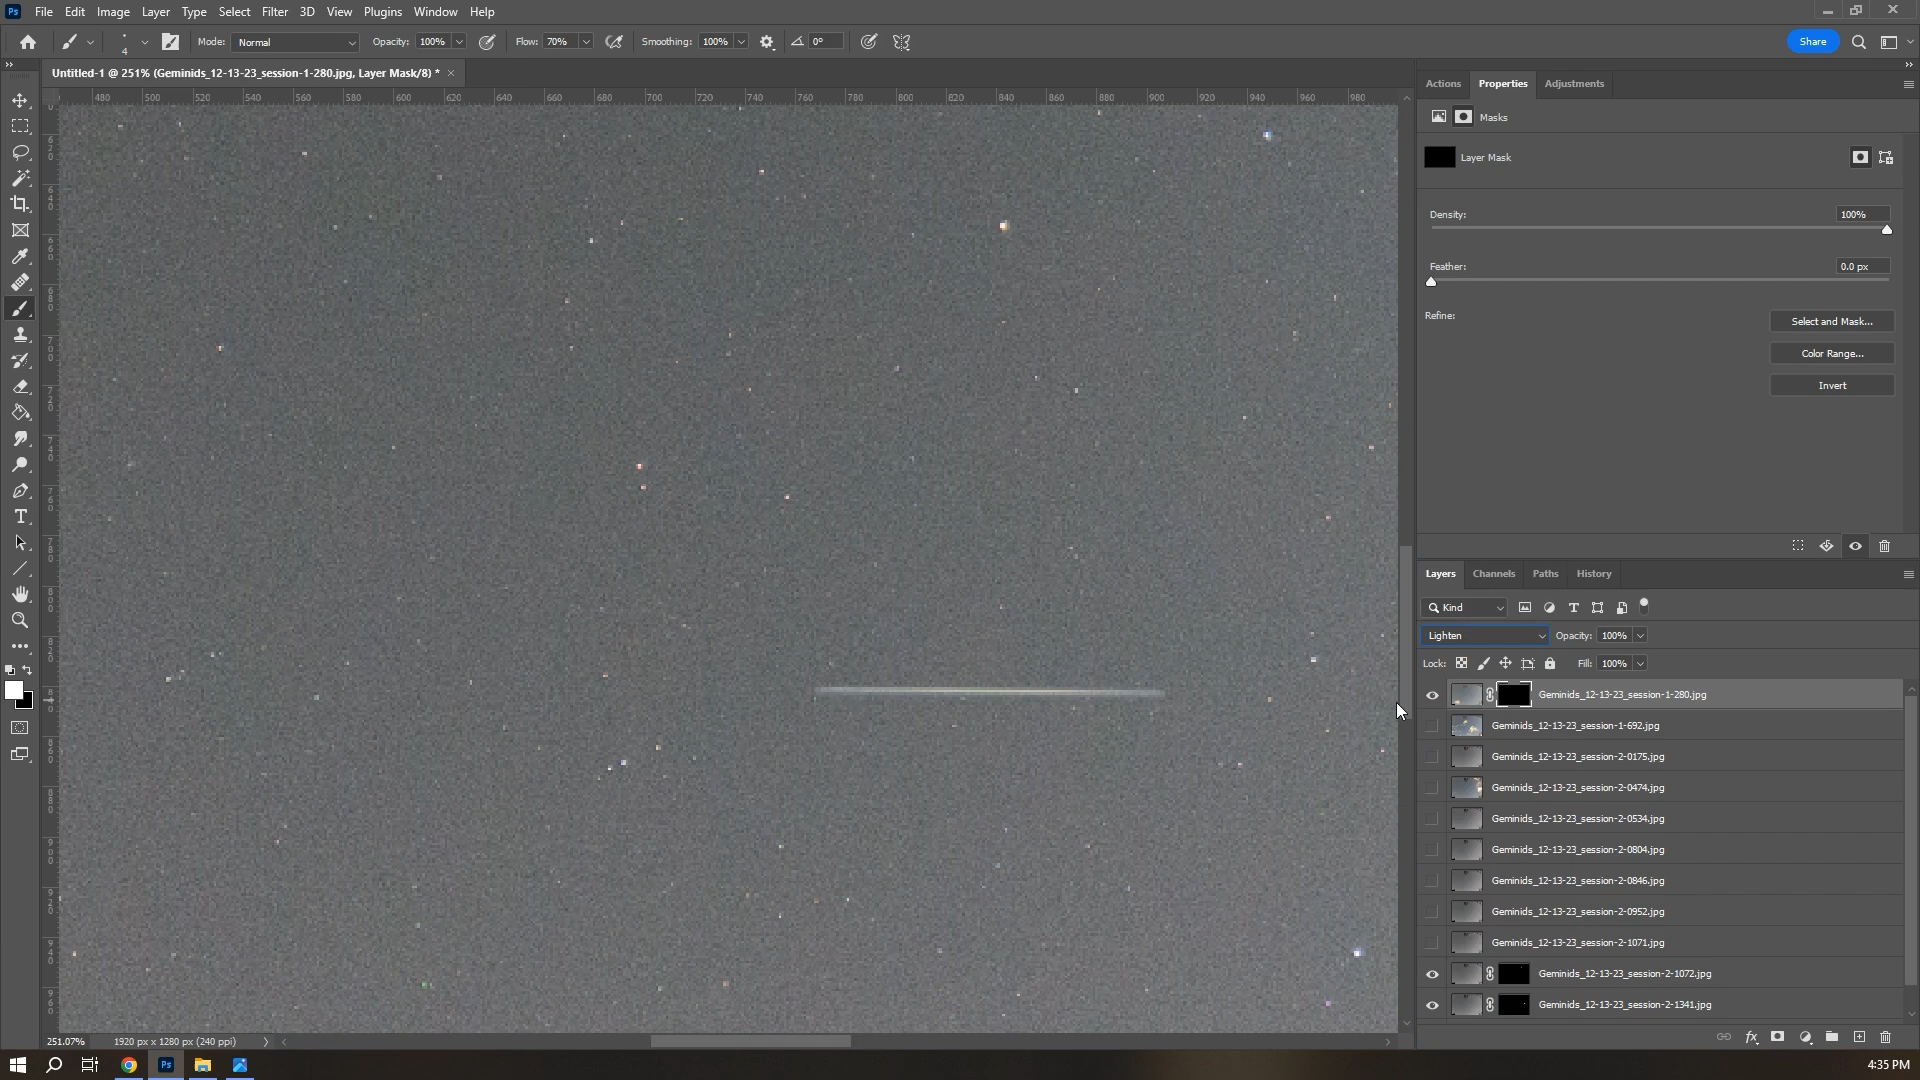 Ps File Edit Image Layer Type Select Filter 3D View Plugins Window Help
4 Mode: Normal Opacity: 100% Flow: 70% Smoothing: 100% 0° Share
Untitled-1 @ 251% (Geminids_12-13-23_session-1-280.jpg, Layer Mask/8) *
480 500 520 540 560 580 600 620 640 660 680 700 720 740 760 780 800 820 840 860 880 900 920 940 960 980
Actions Properties Adjustments
Masks
Layer Mask
Density: 100%
Feather: 0.0 px
Refine:
Select and Mask...
Color Range...
Invert
Layers Channels Paths History
Kind
Lighten Opacity: 100%
Lock: Fill: 100%
Geminids_12-13-23_session-1-280.jpg
Geminids_12-13-23_session-1-692.jpg
Geminids_12-13-23_session-2-0175.jpg
Geminids_12-13-23_session-2-0474.jpg
Geminids_12-13-23_session-2-0534.jpg
Geminids_12-13-23_session-2-0804.jpg
Geminids_12-13-23_session-2-0846.jpg
Geminids_12-13-23_session-2-0952.jpg
Geminids_12-13-23_session-2-1071.jpg
Geminids_12-13-23_session-2-1072.jpg
Geminids_12-13-23_session-2-1341.jpg
fx
251.07% 1920 px x 1280 px (240 ppi)
Ps 4:35 PM